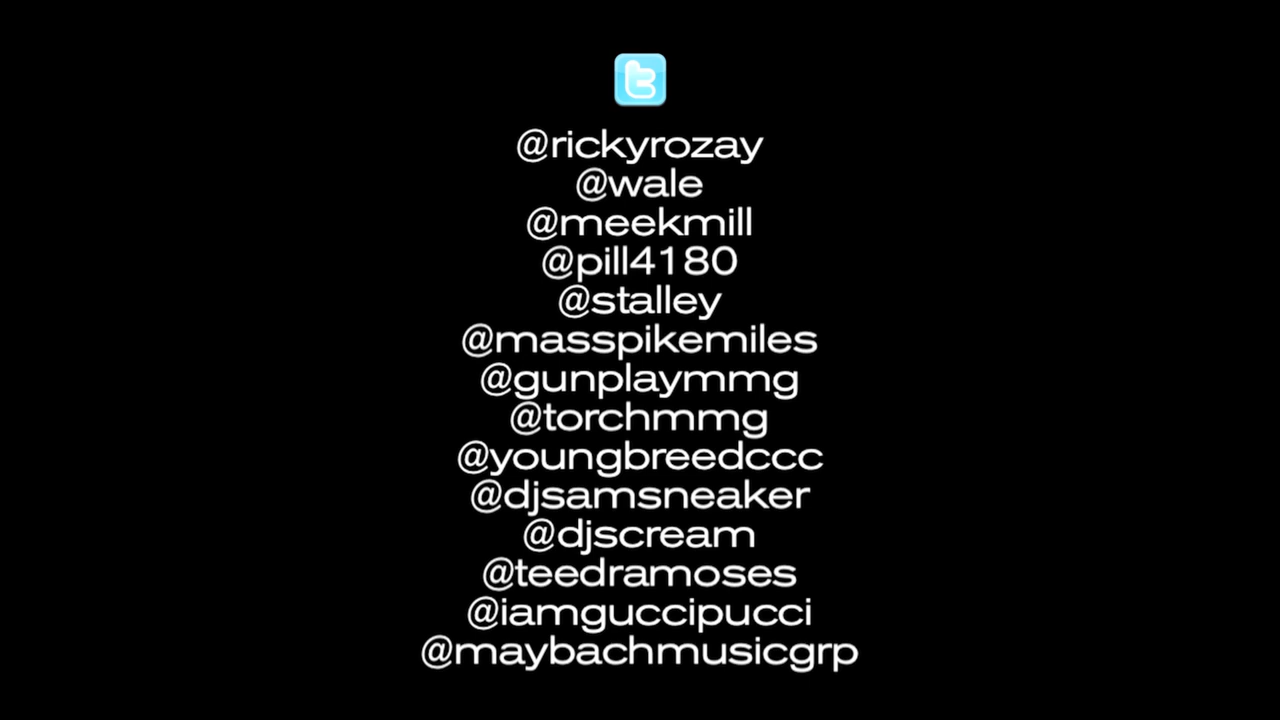 @rickyrozay
@wale
@meekmill
@pill4180
@stalley
@masspikemiles
@gunplaymmg
@torchmmg
@youngbreedccc
@djsamsneaker
@djscream
@teedramoses
@iamguccipucci
@maybachmusicgrp